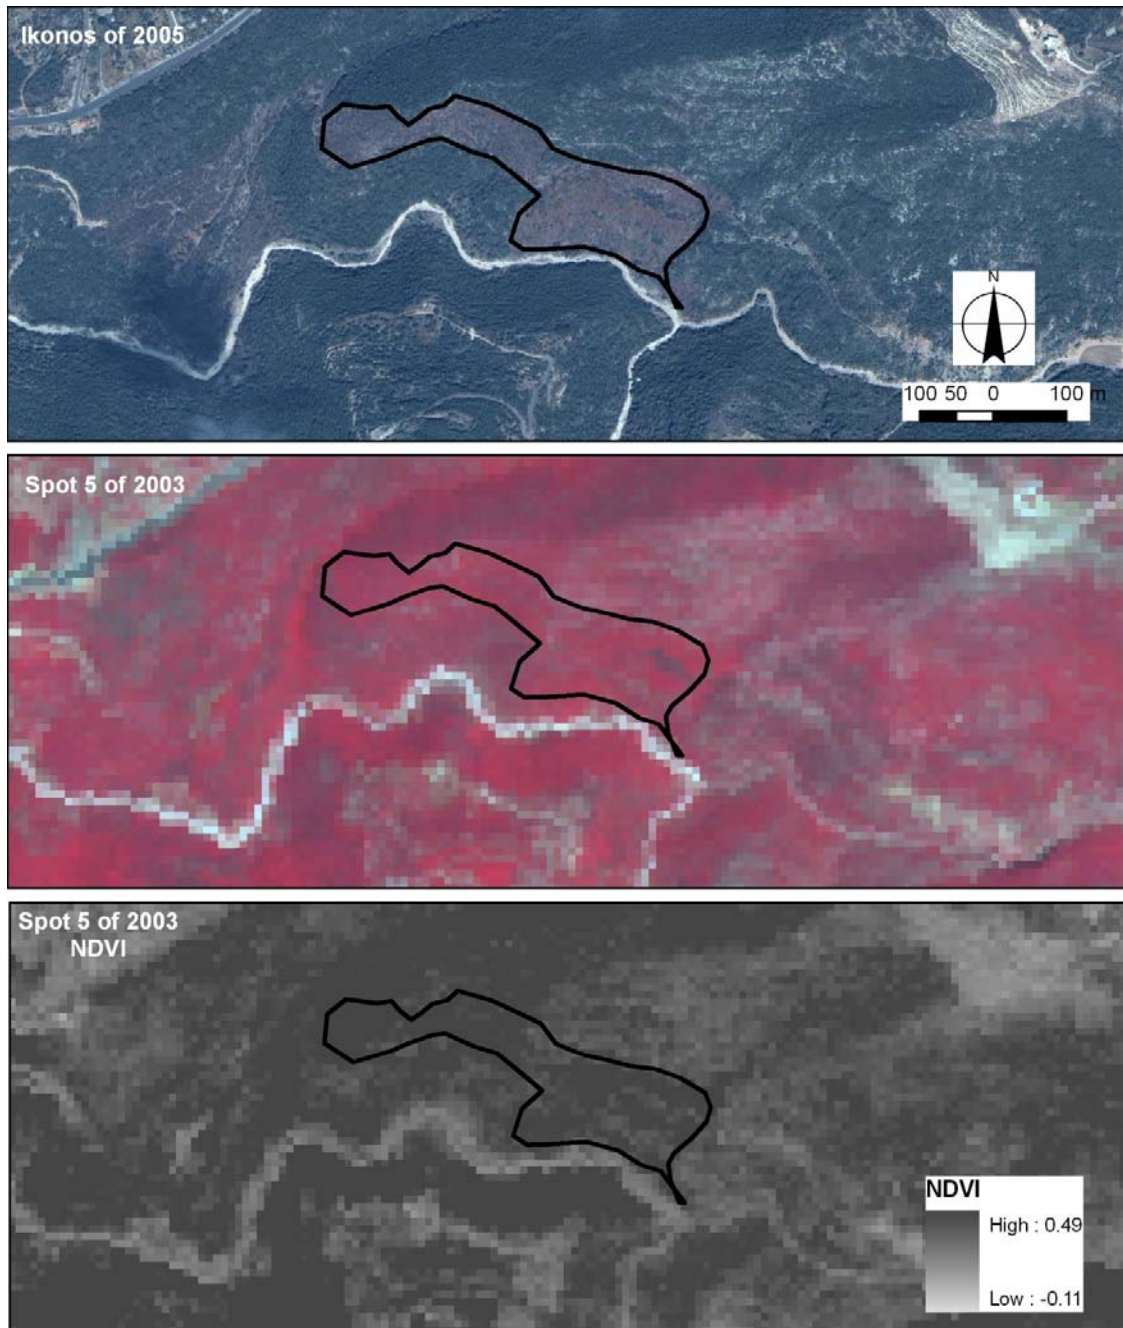 Ikonos of 2005
N
100 50 0 100 m
Spot 5 of 2003
Spot 5 of 2003
NDVI
NDVI
High : 0.49
Low : -0.11